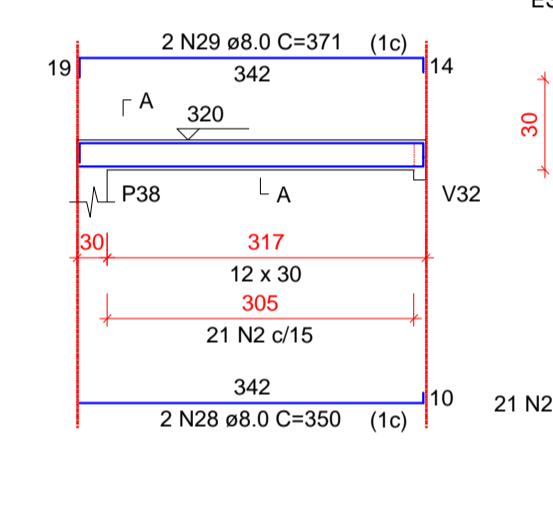 ES
2 N29 ø8.0 C=371 (1c)
19
342
14
A
320
30
P38
A
V32
30
317
12 x 30
305
21 N2 c/15
342
10
21 N2
2 N28 ø8.0 C=350 (1c)